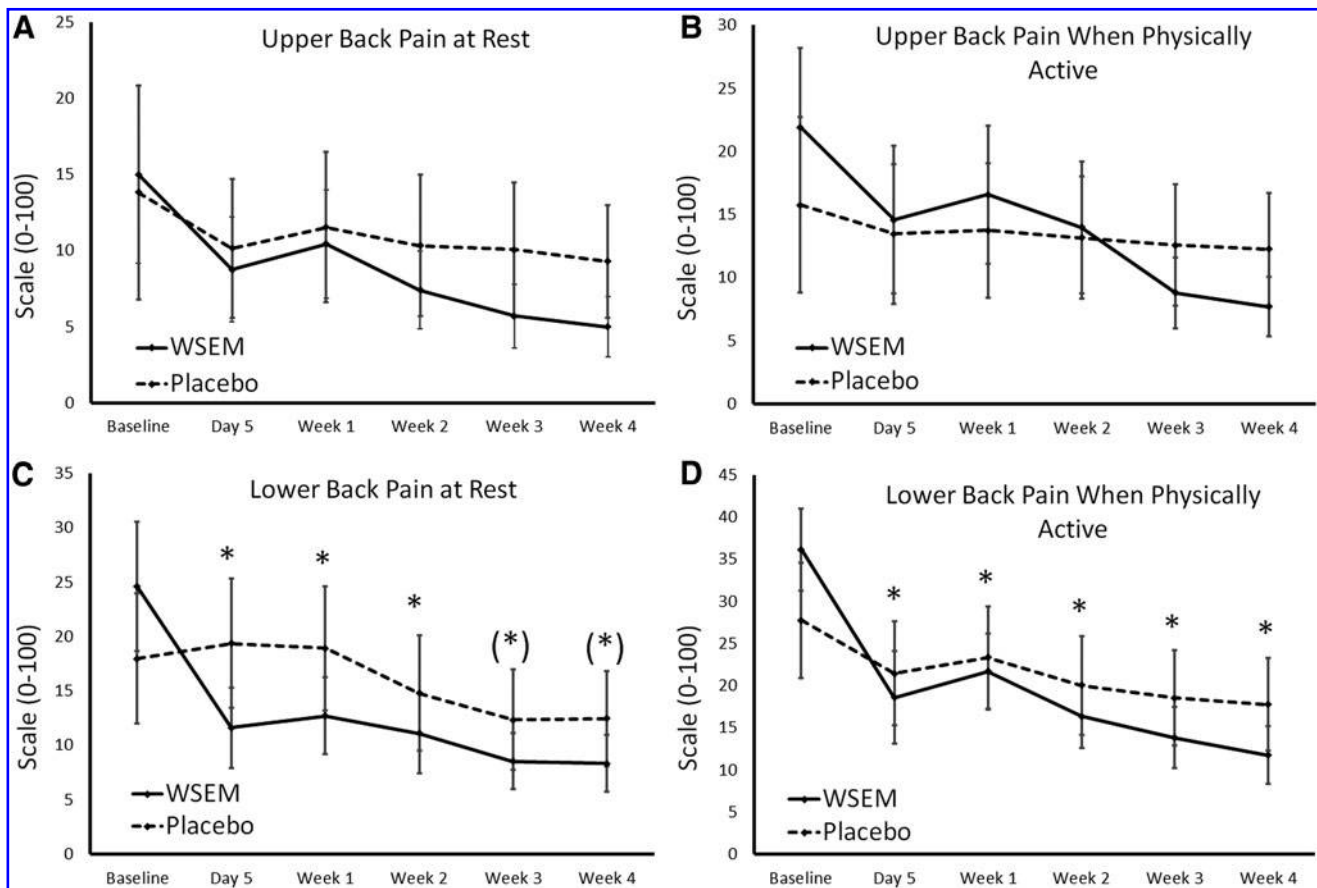 A
Upper Back Pain at Rest
Scale (0-100)
25
20
15
10
5
0
WSEM
Placebo
Baseline Day 5 Week 1 Week 2 Week 3 Week 4
B
Upper Back Pain When Physically
Active
Scale (0-100)
30
25
20
15
10
5
0
WSEM
Placebo
Baseline Day 5 Week 1 Week 2 Week 3 Week 4
C
Lower Back Pain at Rest
Scale (0-100)
35
30
25
20
15
10
5
0
* * * (*) (*)
WSEM
Placebo
Baseline Day 5 Week 1 Week 2 Week 3 Week 4
D
Lower Back Pain When Physically
Active
Scale (0-100)
45
40
35
30
25
20
15
10
5
0
* * * * *
WSEM
Placebo
Baseline Day 5 Week 1 Week 2 Week 3 Week 4